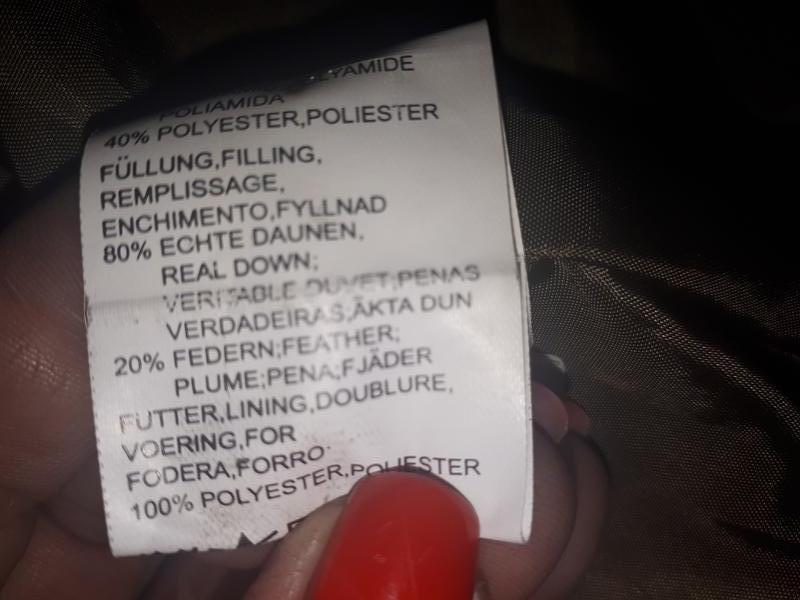 POLYAMIDE
POLIAMIDA
40% POLYESTER,POLIESTER
FÜLLUNG,FILLING,
REMPLISSAGE,
ENCHIMENTO,FYLLNAD
80% ECHTE DAUNEN,
REAL DOWN;
VERITABLE DUVET;PENAS
VERDADEIRAS;ÄKTA DUN
20% FEDERN;FEATHER;
PLUME;PENA;FJÄDER
FUTTER,LINING,DOUBLURE,
VOERING,FOR
FODERA,FORRO
100% POLYESTER,POLIESTER